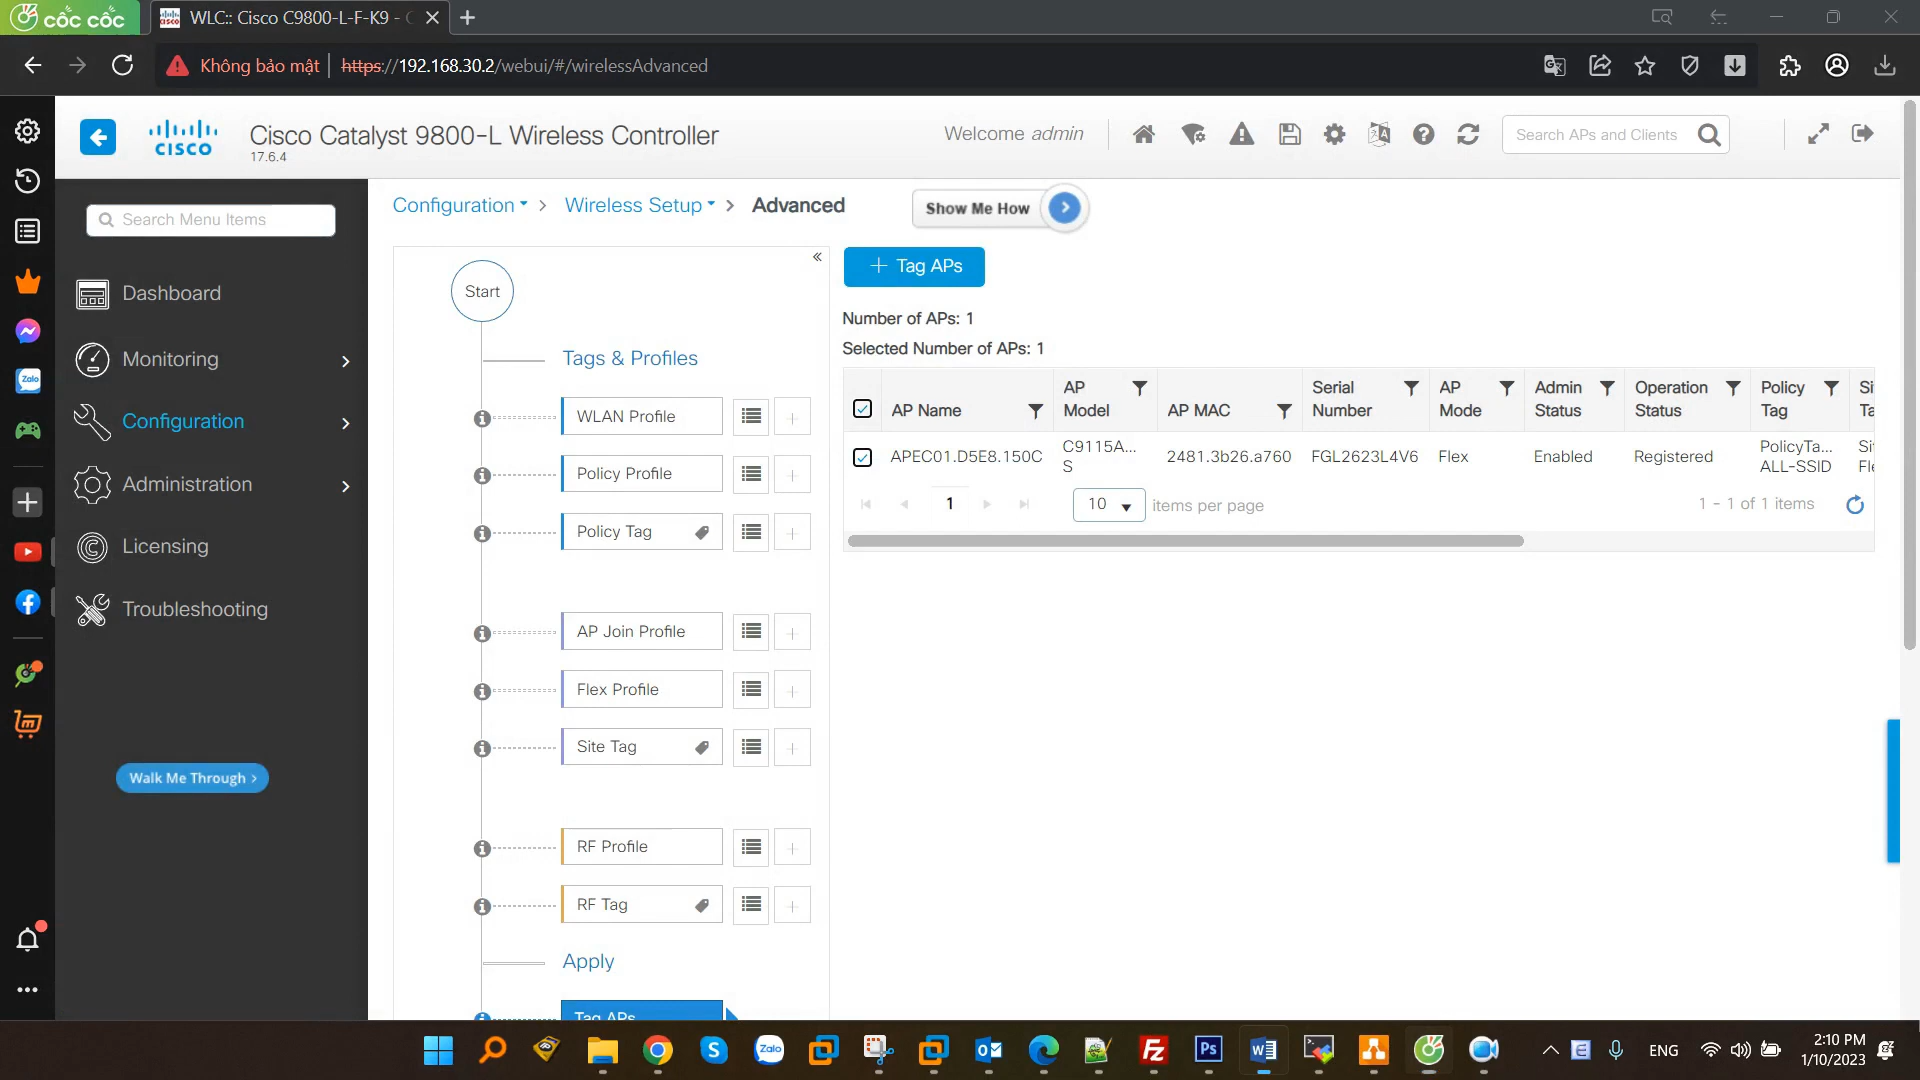 cốc cốc
WLC:: Cisco C9800-L-F-K9 -
Không bảo mật
https://192.168.30.2/webui/#/wirelessAdvanced
CISCO
Cisco Catalyst 9800-L Wireless Controller
17.6.4
Welcome admin
Search APs and Clients
Search Menu Items
Dashboard
Monitoring
Configuration
Administration
Licensing
Troubleshooting
Walk Me Through >
Configuration > Wireless Setup > Advanced
Show Me How
Start
Tags & Profiles
WLAN Profile
Policy Profile
Policy Tag
AP Join Profile
Flex Profile
Site Tag
RF Profile
RF Tag
Apply
Tag APs
+ Tag APs
Number of APs: 1
Selected Number of APs: 1
AP Name
AP Model
AP MAC
Serial Number
AP Mode
Admin Status
Operation Status
Policy Tag
Si
Ta
APEC01.D5E8.150C
C9115A...
S
2481.3b26.a760
FGL2623L4V6
Flex
Enabled
Registered
PolicyTa...
ALL-SSID
Sit
Fle
1
10
items per page
1 - 1 of 1 items
Zalo
Zalo
Ps
ENG
2:10 PM
1/10/2023